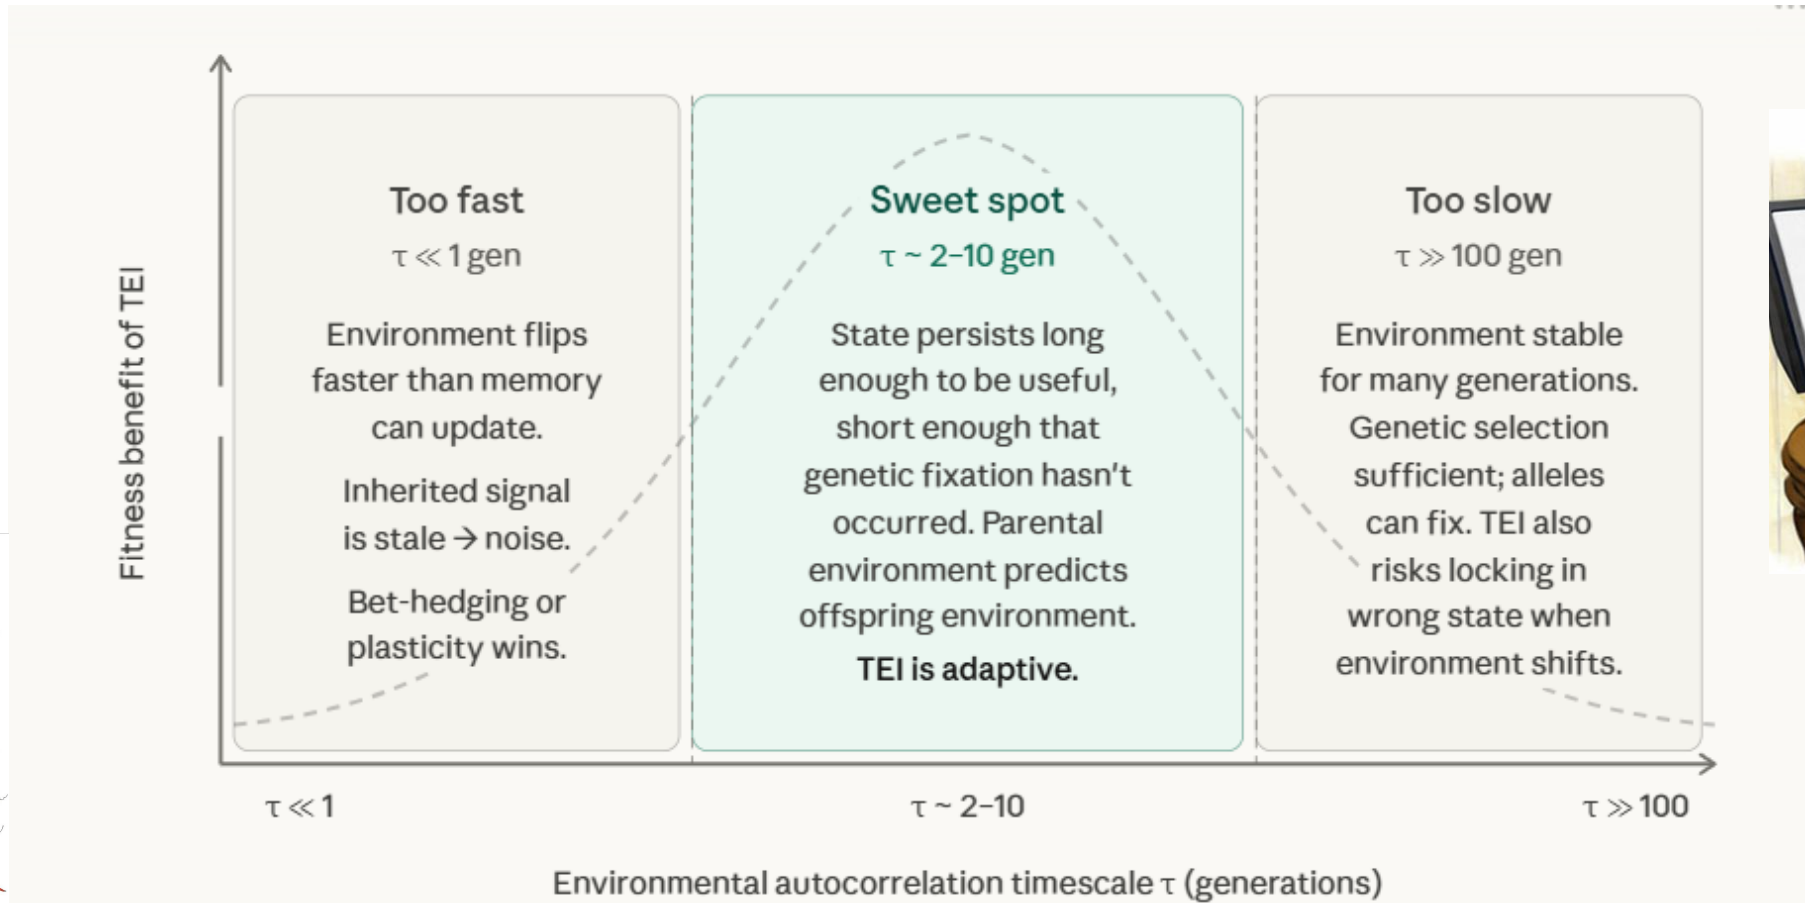 Fitness benefit of TEI
Too fast
τ ≪ 1 gen
Environment flips
faster than memory
can update.
Inherited signal
is stale → noise.
Bet-hedging or
plasticity wins.
Sweet spot
τ ~ 2–10 gen
State persists long
enough to be useful,
short enough that
genetic fixation hasn't
occurred. Parental
environment predicts
offspring environment.
TEI is adaptive.
Too slow
τ ≫ 100 gen
Environment stable
for many generations.
Genetic selection
sufficient; alleles
can fix. TEI also
risks locking in
wrong state when
environment shifts.
τ ≪ 1
τ ~ 2–10
τ ≫ 100
Environmental autocorrelation timescale τ (generations)